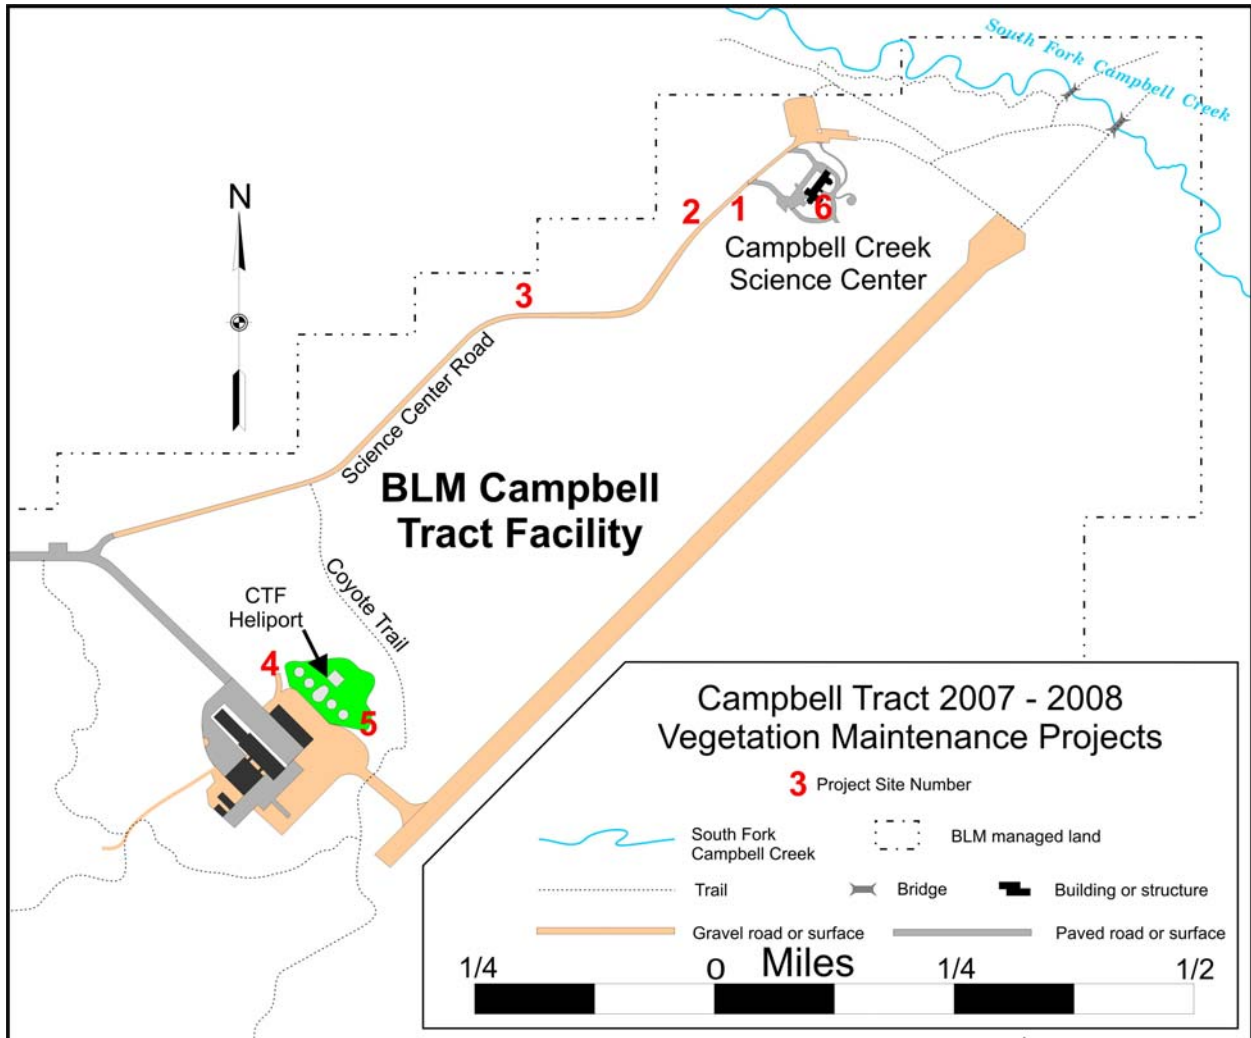 South Fork Campbell Creek
N
2
1
6
Campbell Creek
Science Center
3
Science Center Road
BLM Campbell
Tract Facility
Coyote Trail
CTF
Heliport
4
5
Campbell Tract 2007 - 2008
Vegetation Maintenance Projects
3 Project Site Number
South Fork
Campbell Creek
BLM managed land
Trail
Bridge
Building or structure
Gravel road or surface
Paved road or surface
1/4 0 Miles 1/4 1/2